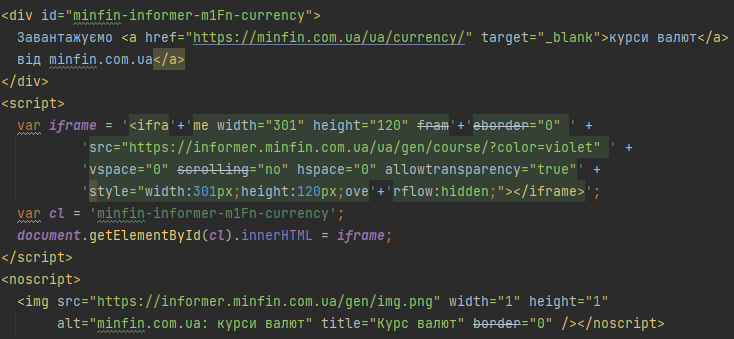 <div id="minfin-informer-m1Fn-currency">
Завантажуємо <a href="https://minfin.com.ua/ua/currency/" target="_blank">курси валют</a>
від minfin.com.ua</a>
</div>
<script>
var iframe = '<ifra'+'me width="301" height="120" fram'+'eborder="0" ' +
'src="https://informer.minfin.com.ua/ua/gen/course/?color=violet" ' +
'vspace="0" scrolling="no" hspace="0" allowtransparency="true"' +
'style="width:301px;height:120px;ove'+'rflow:hidden;"></iframe>';
var cl = 'minfin-informer-m1Fn-currency';
document.getElementById(cl).innerHTML = iframe;
</script>
<noscript>
<img src="https://informer.minfin.com.ua/gen/img.png" width="1" height="1"
alt="minfin.com.ua: курси валют" title="Курс валют" border="0" /></noscript>